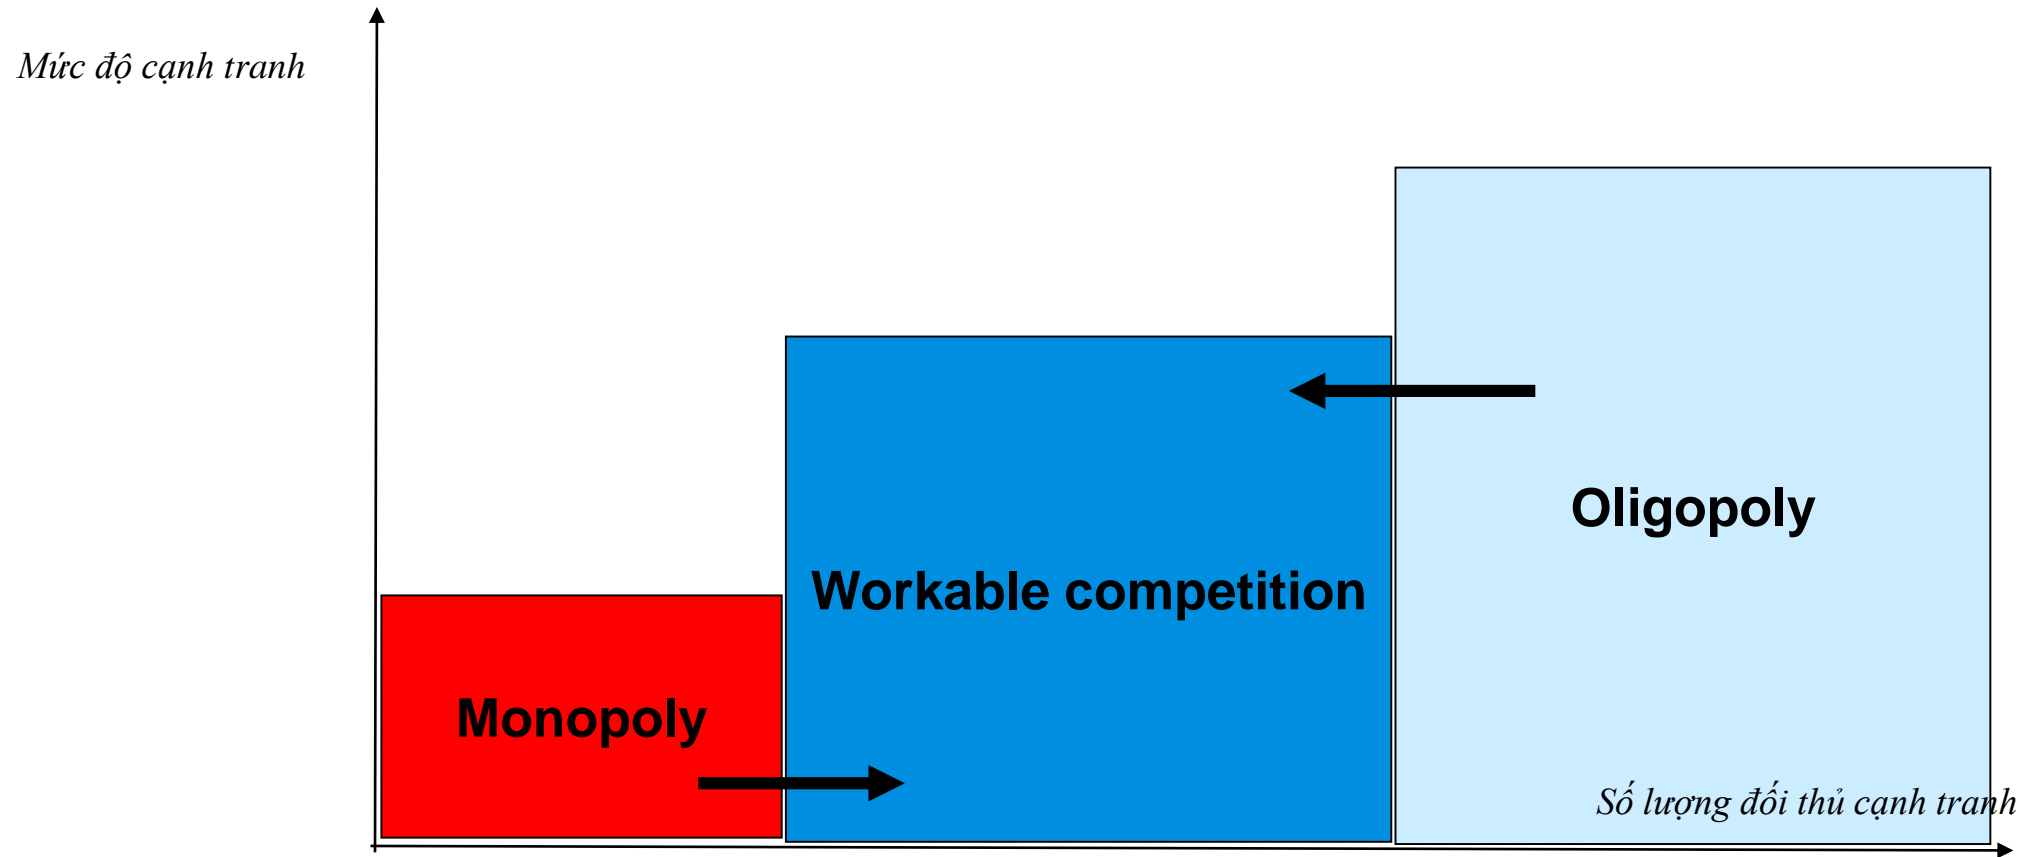 Mức độ cạnh tranh
Oligopoly
Workable competition
Monopoly
Số lượng đối thủ cạnh tranh